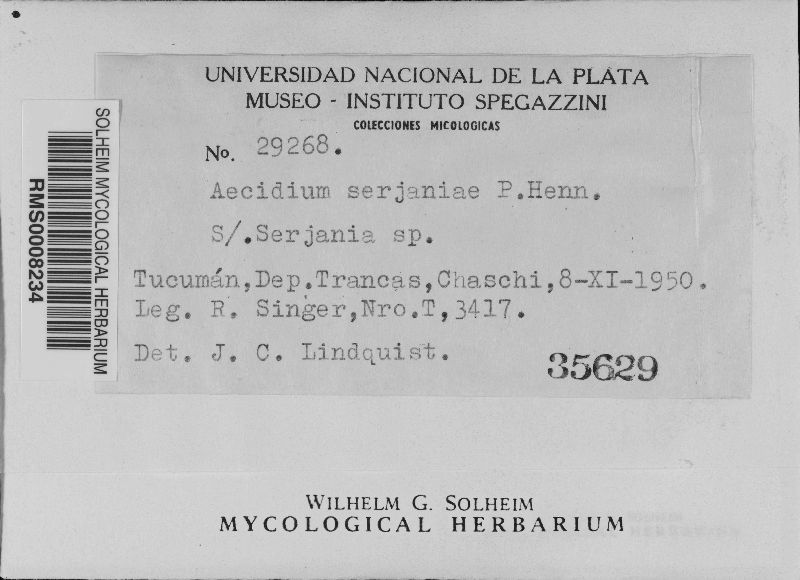 UNIVERSIDAD NACIONAL DE LA PLATA
MUSEO - INSTITUTO SPEGAZZINI
COLECCIONES MICOLOGICAS
No. 29268.
Aecidium serjaniae P.Henn.
S/.Serjania sp.
Tucumán,Dep.Trancas,Chaschi,8-XI-1950.
Leg. R. Singer,Nro.T,3417.
Det. J. C. Lindquist.
35629
SOLHEIM MYCOLOGICAL HERBARIUM
RMS0008234
WILHELM G. SOLHEIM
MYCOLOGICAL HERBARIUM